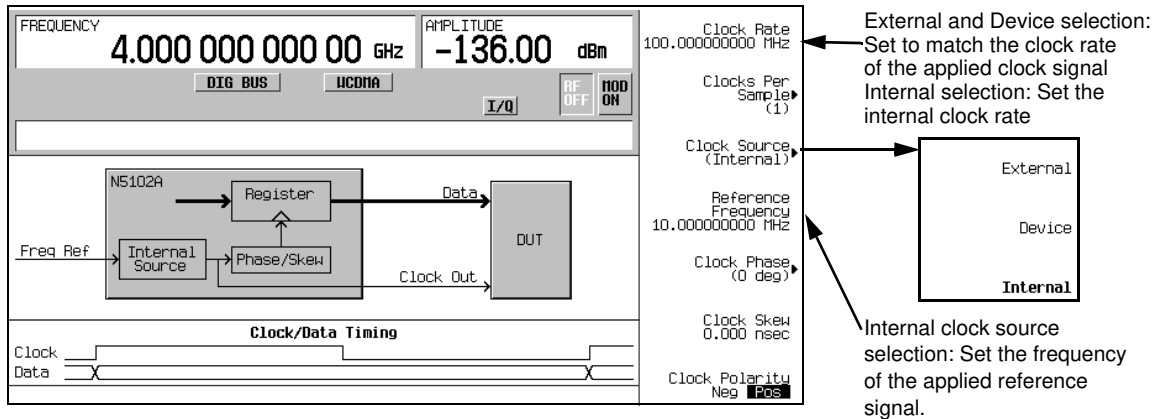 FREQUENCY
4.000 000 000 00 GHz
AMPLITUDE
-136.00 dBm
DIG BUS
WCDMA
I/Q
RF OFF
MOD ON
N5102A
Register
Data
Freq Ref
Internal
Source
Phase/Skew
DUT
Clock Out
Clock/Data Timing
Clock
Data
Clock Rate
100.000000000 MHz
Clocks Per
Sample
(1)
Clock Source
(Internal)
Reference
Frequency
10.000000000 MHz
Clock Phase
(0 deg)
Clock Skew
0.000 nsec
Clock Polarity
Neg Pos
External and Device selection:
Set to match the clock rate
of the applied clock signal
Internal selection: Set the
internal clock rate
External
Device
Internal
Internal clock source
selection: Set the frequency
of the applied reference
signal.